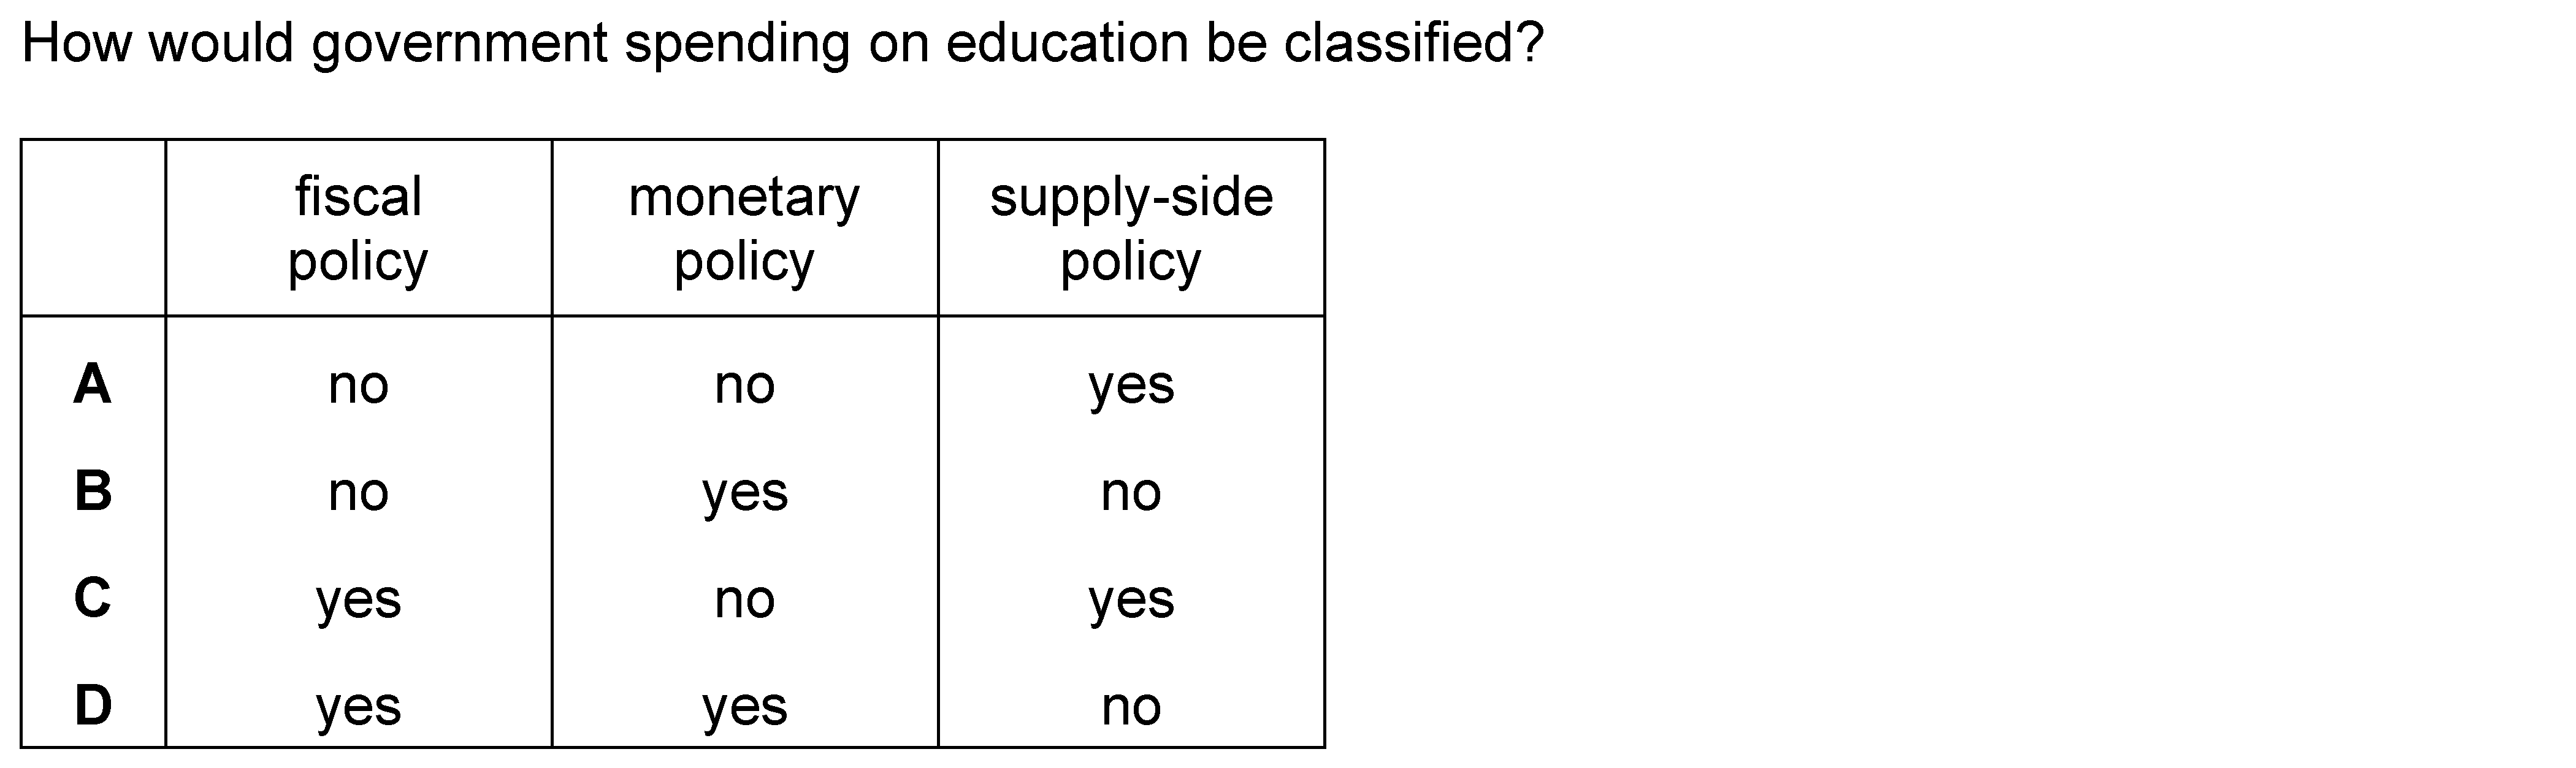 How would government spending on education be classified?
fiscal policy monetary policy supply-side policy
A no no yes
B no yes no
C yes no yes
D yes yes no